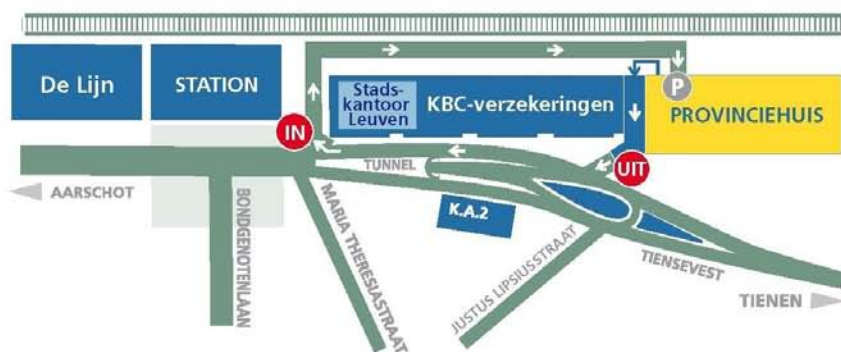 De Lijn
STATION
Stads-
kantoor
Leuven
KBC-verzekeringen
P
PROVINCIEHUIS
IN
UIT
TUNNEL
AARSCHOT
BONDGENOTENLAAN
MARIA THERESIASTRAAT
K.A.2
JUSTUS LIPSIUSSTRAAT
TIENSEVEST
TIENEN